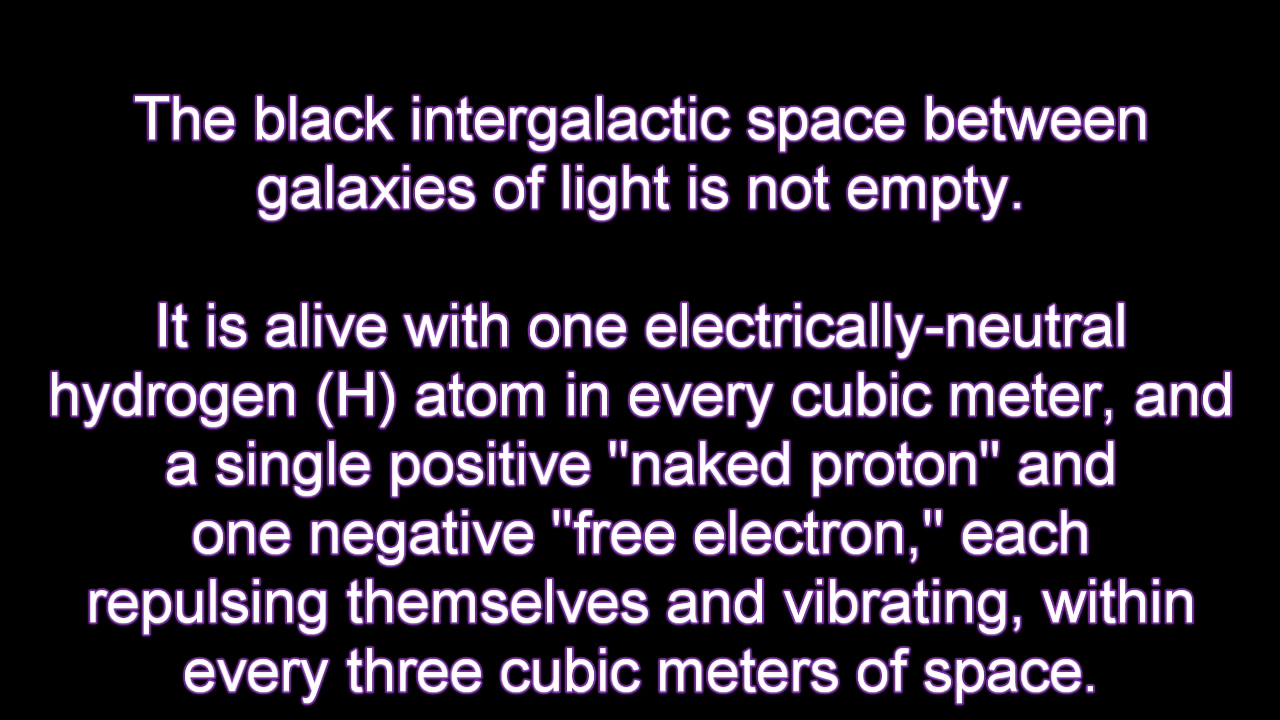 The black intergalactic space between
galaxies of light is not empty.
It is alive with one electrically-neutral
hydrogen (H) atom in every cubic meter, and
a single positive "naked proton" and
one negative "free electron," each
repulsing themselves and vibrating, within
every three cubic meters of space.